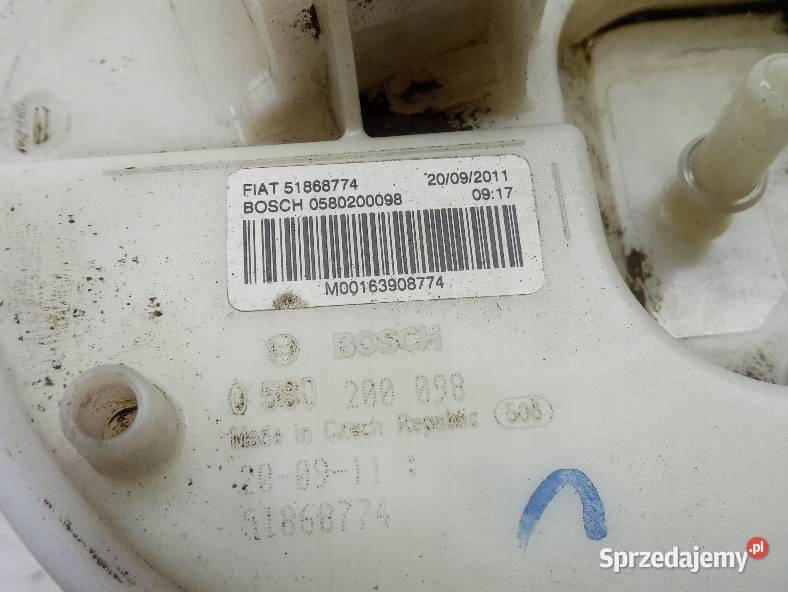 FIAT 51868774 20/09/2011
BOSCH 0580200098 09:17
M00163908774
BOSCH
0 580 200 098
Made in Czech Republic 508
20-09-11
51868774
Sprzedajemy.pl